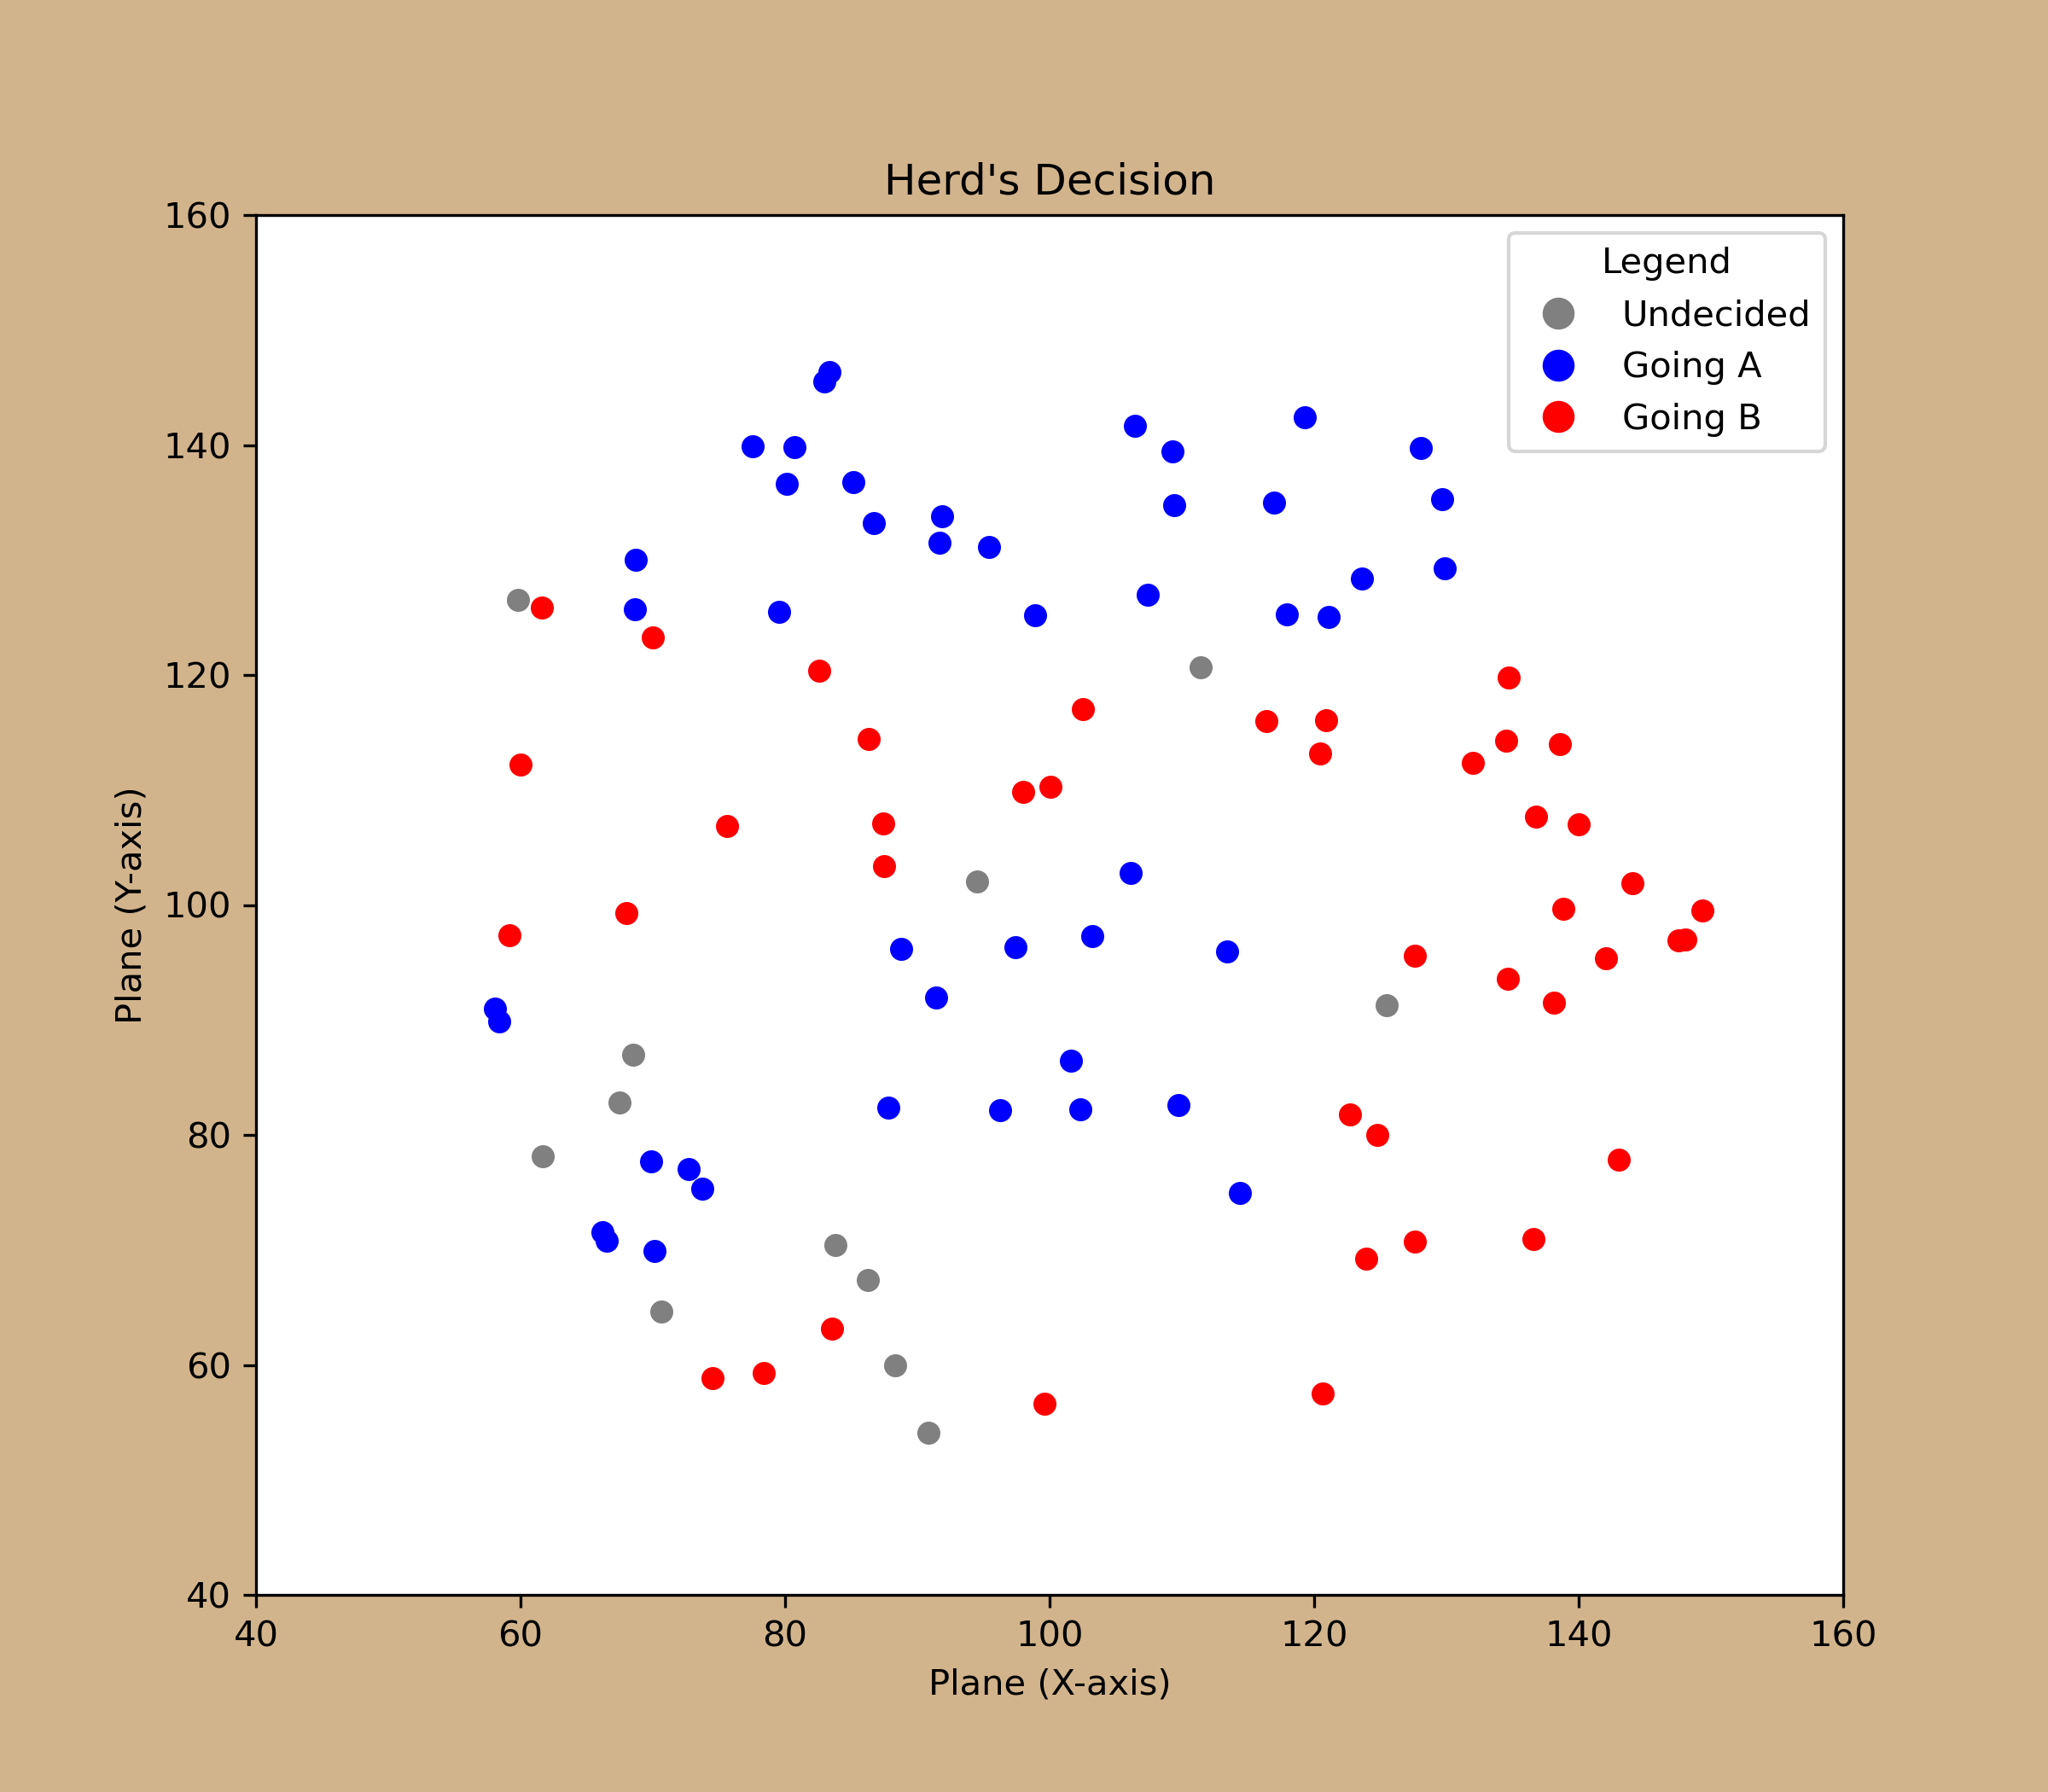 Herd's Decision
160
140
120
100
80
60
40
Plane (Y-axis)
Legend
Undecided
Going A
Going B
40 60 80 100 120 140 160
Plane (X-axis)